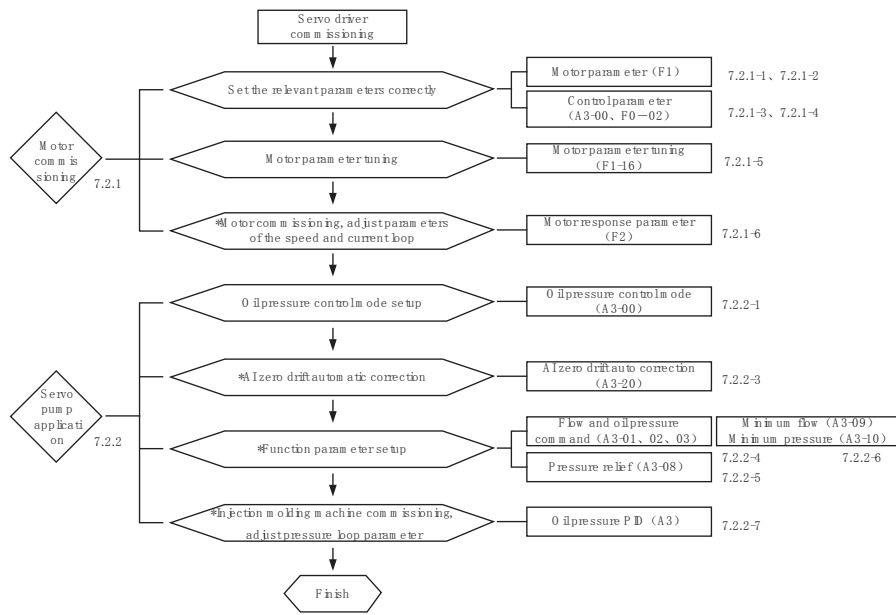 Servo driver
commissioning
Set the relevant parameters correctly
Motor parameter (F1)
7.2.1-1、7.2.1-2
Control parameter
(A3-00、F0—02)
7.2.1-3、7.2.1-4
Motor
commis
sioning
7.2.1
Motor parameter tuning
Motor parameter tuning
(F1-16)
7.2.1-5
*Motor commissioning, adjust parameters
of the speed and current loop
Motor response parameter
(F2)
7.2.1-6
Oil pressure control mode setup
Oil pressure control mode
(A3-00)
7.2.2-1
*AI zero drift automatic correction
AI zero drift auto correction
(A3-20)
7.2.2-3
Servo
pump
applicati
on
7.2.2
*Function parameter setup
Flow and oil pressure
command (A3-01、02、03)
Minimum flow (A3-09)
Minimum pressure (A3-10)
7.2.2-4
7.2.2-6
Pressure relief (A3-08)
7.2.2-5
*Injection molding machine commissioning,
adjust pressure loop parameter
Oil pressure PID (A3)
7.2.2-7
Finish